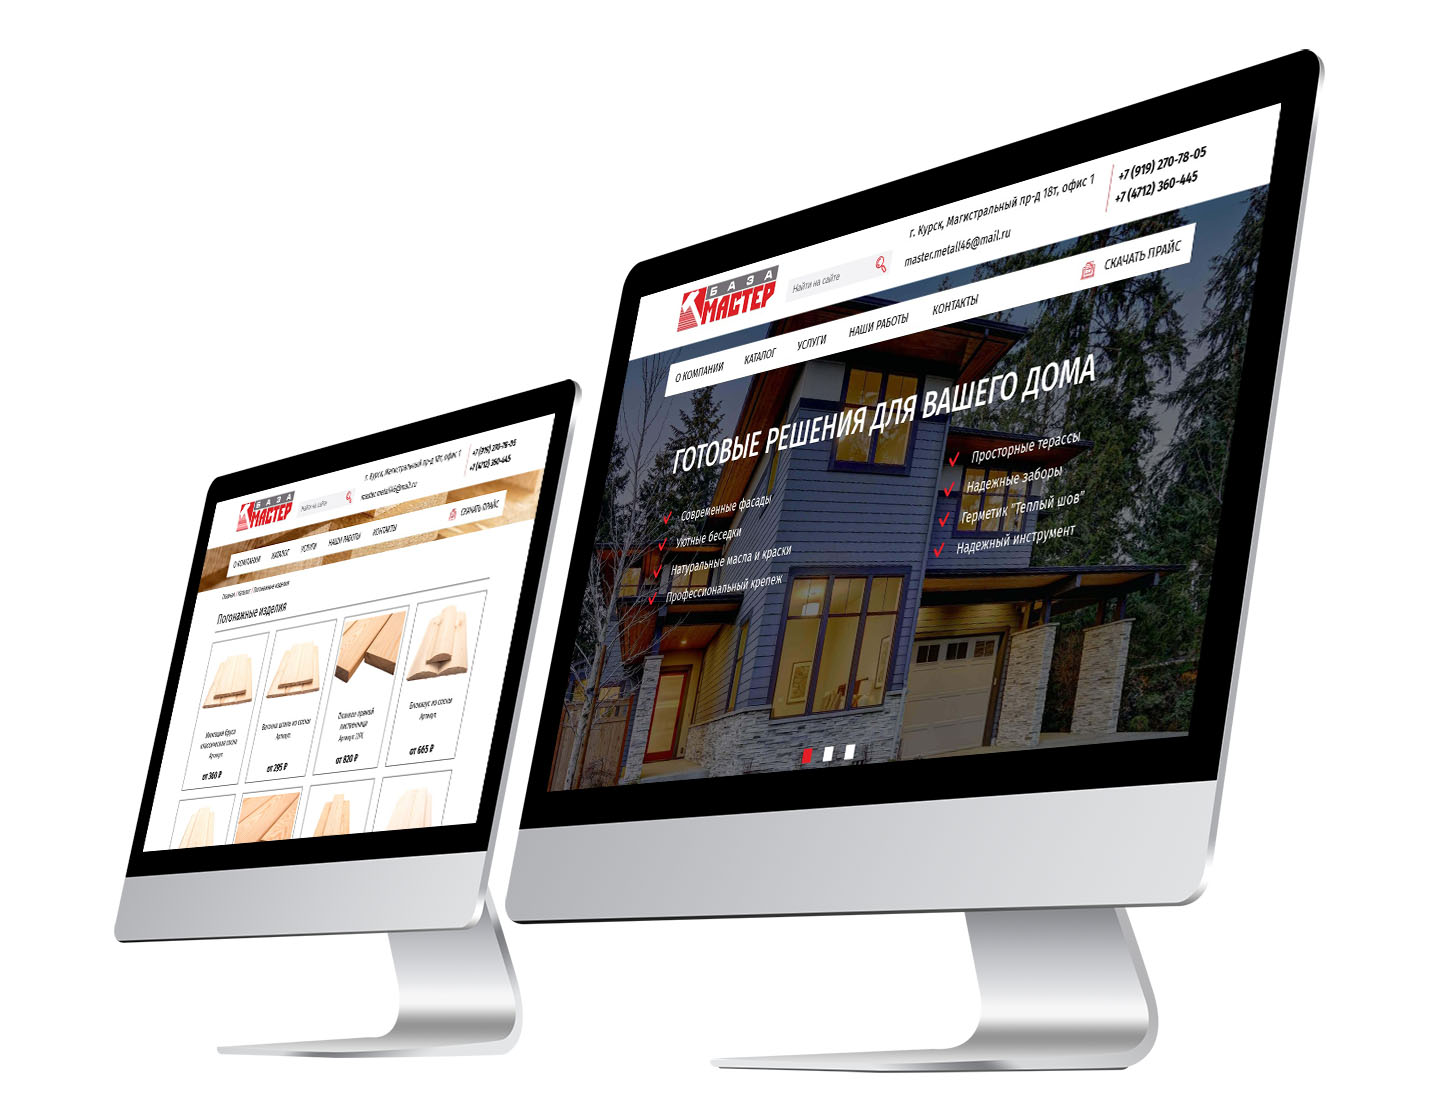 БАЗА
МАСТЕР
Найти на сайте
г. Курск, Магистральный пр-д 18т, офис 1
master.metall46@mail.ru
+7 (919) 270-78-05
+7 (4712) 360-445
О КОМПАНИИ
КАТАЛОГ
УСЛУГИ
НАШИ РАБОТЫ
КОНТАКТЫ
СКАЧАТЬ ПРАЙС
Главная / Каталог / Погонажные изделия
Погонажные изделия
Имитация бруса
классическая сосна
Артикул:
от 360 ₽
Вагонка штиль из сосны
Артикул:
от 295 ₽
Планкен прямой
лиственница
Артикул:
от 820 ₽
Блокхаус из сосны
Артикул:
от 665 ₽
БАЗА
МАСТЕР
Найти на сайте
г. Курск, Магистральный пр-д 18т, офис 1
master.metall46@mail.ru
+7 (919) 270-78-05
+7 (4712) 360-445
О КОМПАНИИ
КАТАЛОГ
УСЛУГИ
НАШИ РАБОТЫ
КОНТАКТЫ
СКАЧАТЬ ПРАЙС
ГОТОВЫЕ РЕШЕНИЯ ДЛЯ ВАШЕГО ДОМА
Современные фасады
Уютные беседки
Натуральные масла и краски
Профессиональный крепеж
Просторные террасы
Надежные заборы
Герметик "Теплый шов"
Надежный инструмент